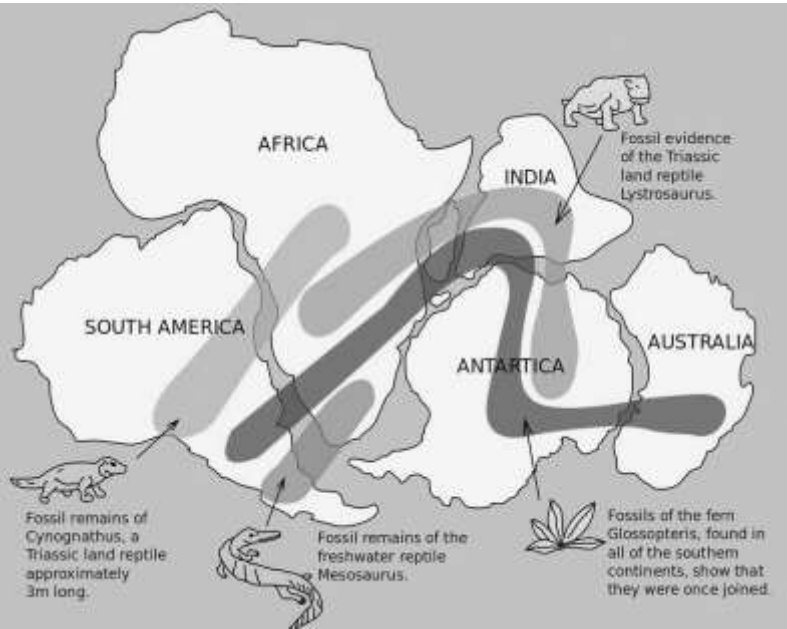 AFRICA
INDIA
Fossil evidence
of the Triassic
land reptile
Lystrosaurus.
SOUTH AMERICA
ANTARTICA
AUSTRALIA
Fossil remains of
Cynognathus, a
Triassic land reptile
approximately
3m long.
Fossil remains of the
freshwater reptile
Mesosaurus.
Fossils of the fern
Glossopteris, found in
all of the southern
continents, show that
they were once joined.